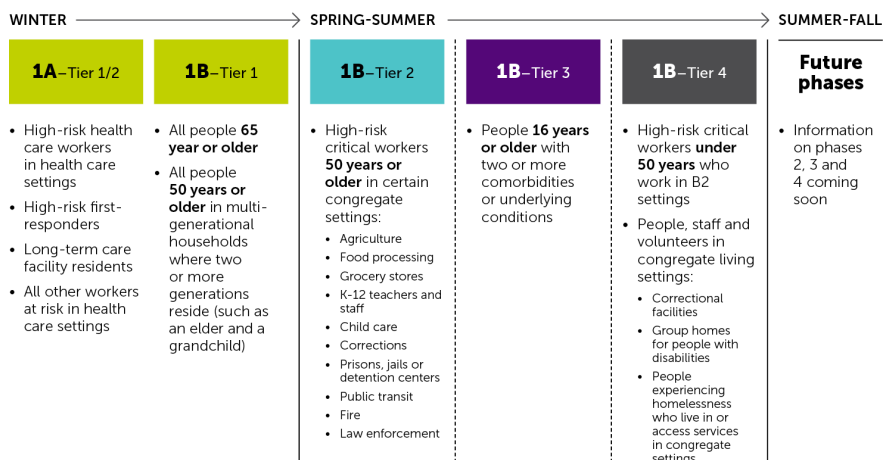 WINTER
SPRING-SUMMER
SUMMER-FALL
1A–Tier 1/2
• High-risk health
care workers
in health care
settings
• High-risk first-
responders
• Long-term care
facility residents
• All other workers
at risk in health
care settings
1B–Tier 1
• All people 65
year or older
• All people
50 years or
older in multi-
generational
households
where two
or more
generations
reside (such as
an elder and a
grandchild)
1B–Tier 2
• High-risk
critical workers
50 years or
older in certain
congregate
settings:
• Agriculture
• Food processing
• Grocery stores
• K-12 teachers and
staff
• Child care
• Corrections
• Prisons, jails or
detention centers
• Public transit
• Fire
• Law enforcement
1B–Tier 3
• People 16 years
or older with
two or more
comorbidities
or underlying
conditions
1B–Tier 4
• High-risk critical
workers under
50 years who
work in B2
settings
• People, staff and
volunteers in
congregate living
settings:
• Correctional
facilities
• Group homes
for people with
disabilities
• People
experiencing
homelessness
who live in or
access services
in congregate
settings
Future
phases
• Information
on phases
2, 3 and
4 coming
soon